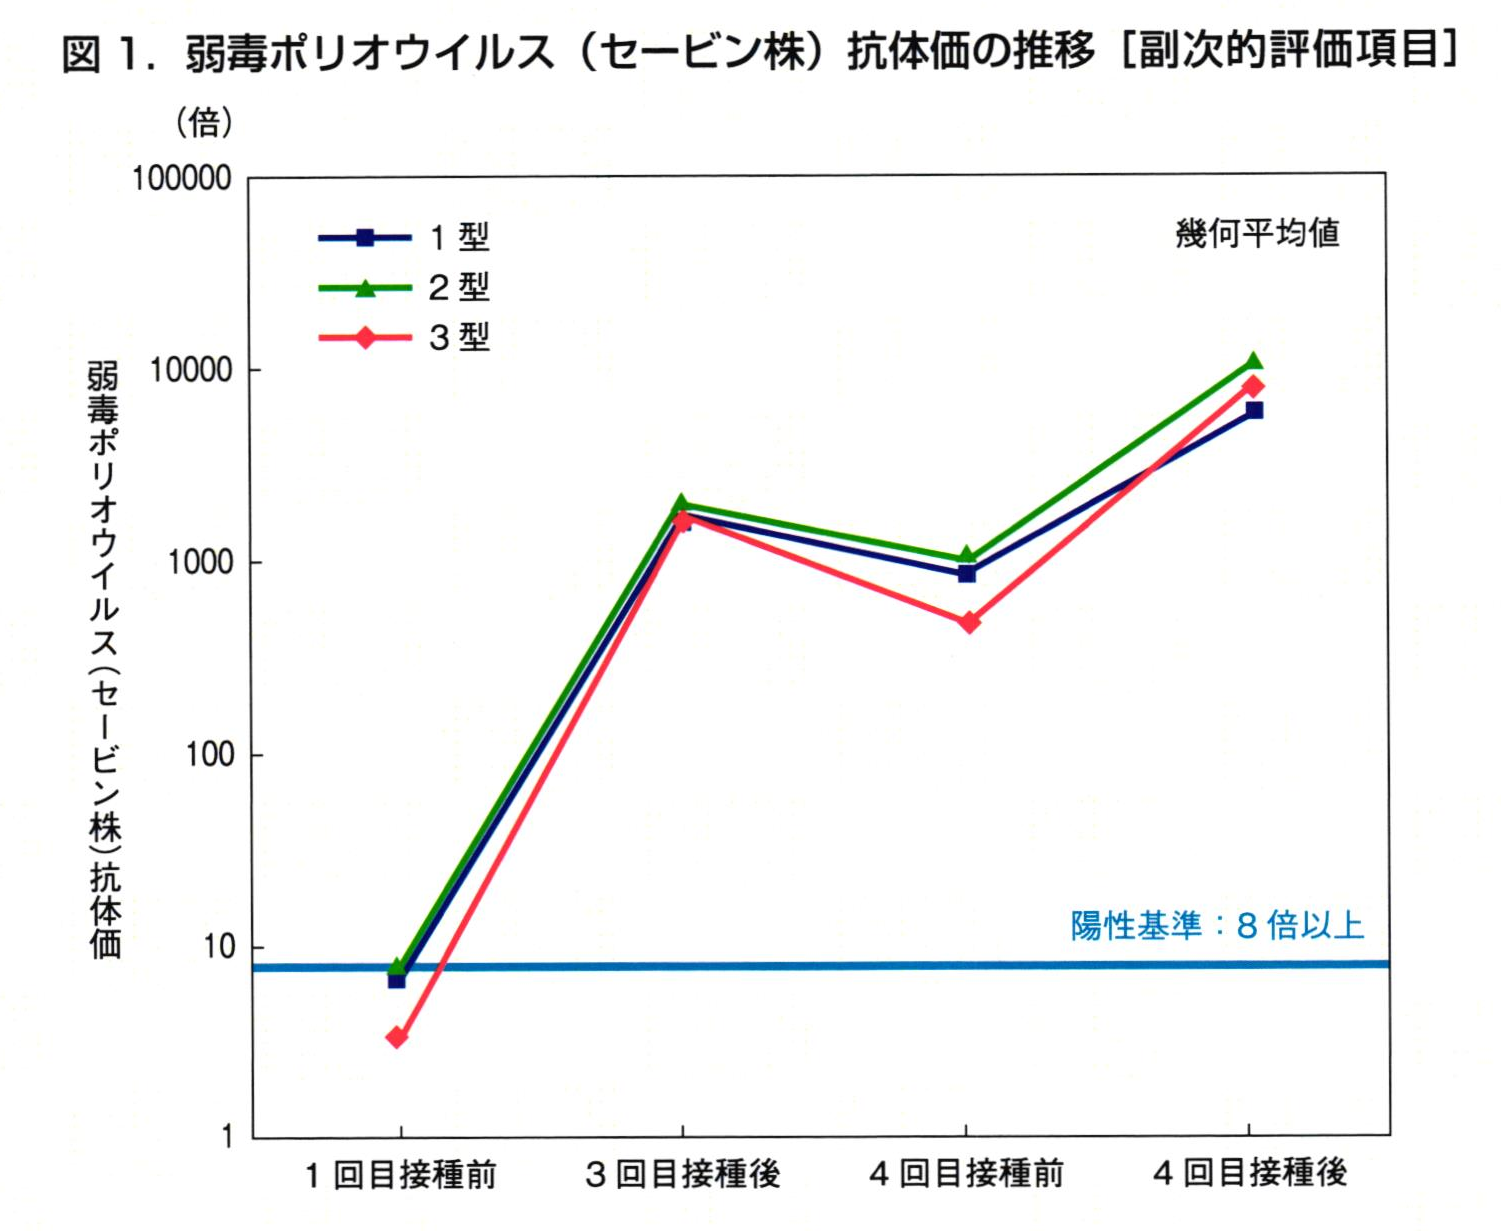 図 1．弱毒ポリオウイルス（セービン株）抗体価の推移［副次的評価項目］
（倍）
100000
10000
1000
100
10
1
弱毒ポリオウイルス（セービン株）抗体価
1 型
2 型
3 型
幾何平均値
陽性基準：8 倍以上
1 回目接種前
3 回目接種後
4 回目接種前
4 回目接種後